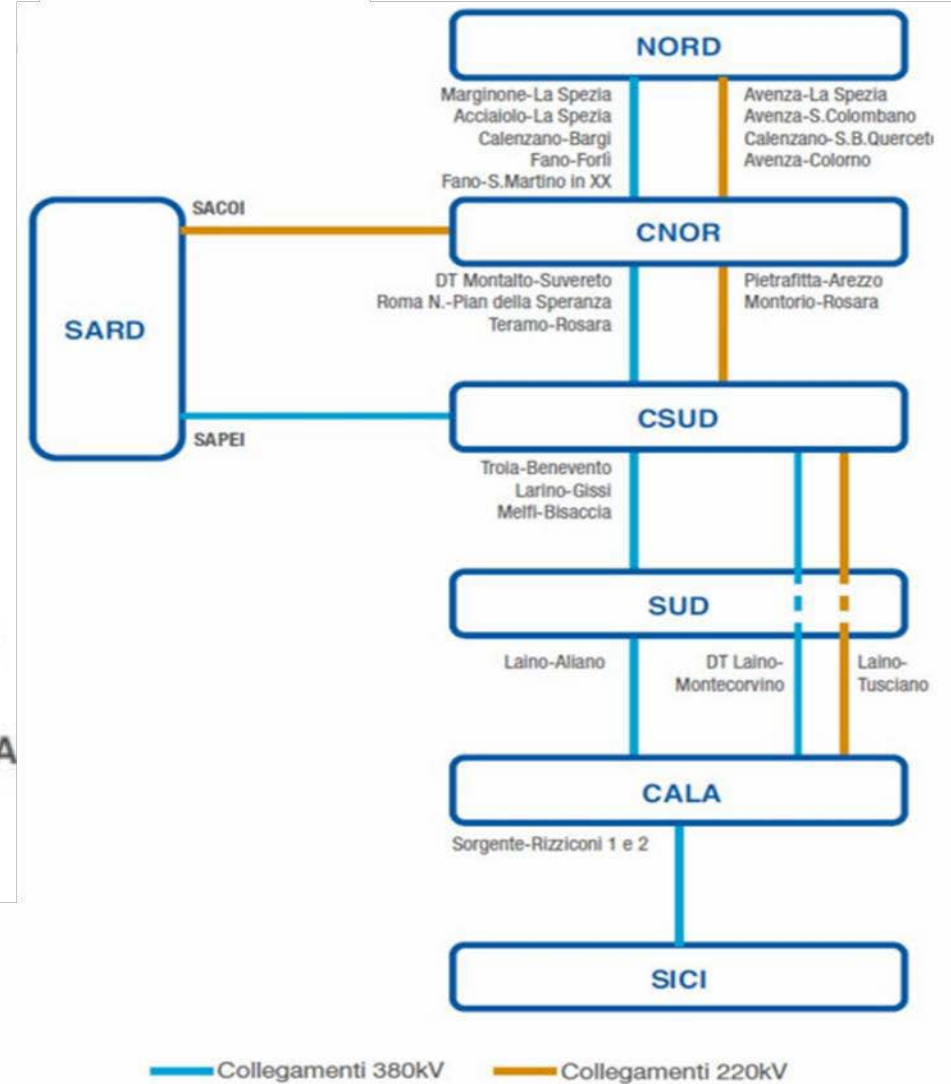 NORD
Marginone-La Spezia
Acciaiolo-La Spezia
Calenzano-Bargi
Fano-Forlì
Fano-S.Martino in XX
Avenza-La Spezia
Avenza-S.Colombano
Calenzano-S.B.Querceto
Avenza-Colorno
SACOI
CNOR
DT Montalto-Suvereto
Roma N.-Pian della Speranza
Teramo-Rosara
Pietrafitta-Arezzo
Montorio-Rosara
SARD
SAPEI
CSUD
Troia-Benevento
Larino-Gissi
Melfi-Bisaccia
SUD
Laino-Aliano
DT Laino-
Montecorvino
Laino-
Tusciano
A
CALA
Sorgente-Rizziconi 1 e 2
SICI
Collegamenti 380kV
Collegamenti 220kV